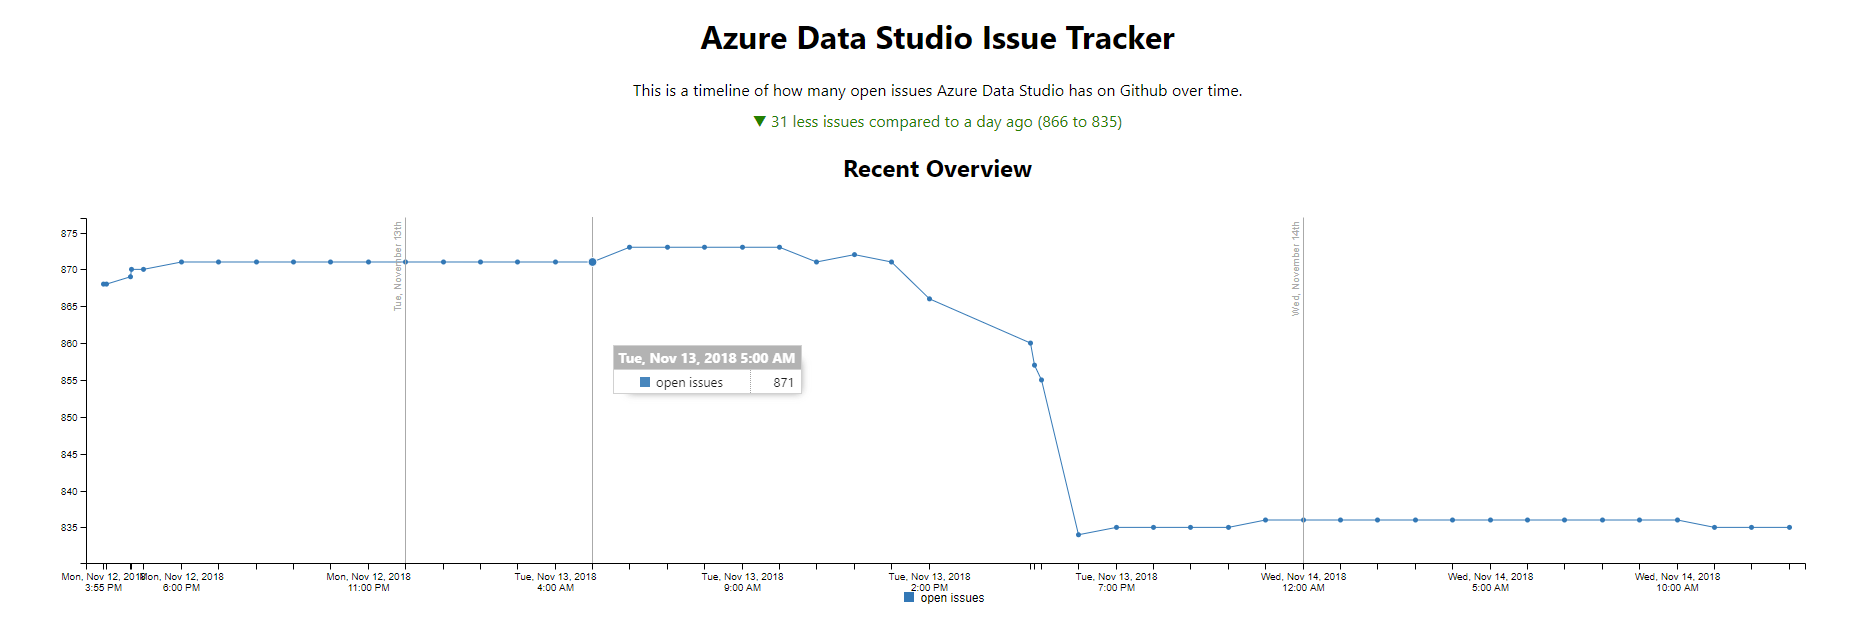 Azure Data Studio Issue Tracker
This is a timeline of how many open issues Azure Data Studio has on Github over time.
▼ 31 less issues compared to a day ago (866 to 835)
Recent Overview
875
870
865
860
855
850
845
840
835
Tue, November 13th
Wed, November 14th
Tue, Nov 13, 2018 5:00 AM
open issues 871
Mon, Nov 12, 2018
3:55 PM
Mon, Nov 12, 2018
6:00 PM
Mon, Nov 12, 2018
11:00 PM
Tue, Nov 13, 2018
4:00 AM
Tue, Nov 13, 2018
9:00 AM
Tue, Nov 13, 2018
2:00 PM
Tue, Nov 13, 2018
7:00 PM
Wed, Nov 14, 2018
12:00 AM
Wed, Nov 14, 2018
5:00 AM
Wed, Nov 14, 2018
10:00 AM
open issues